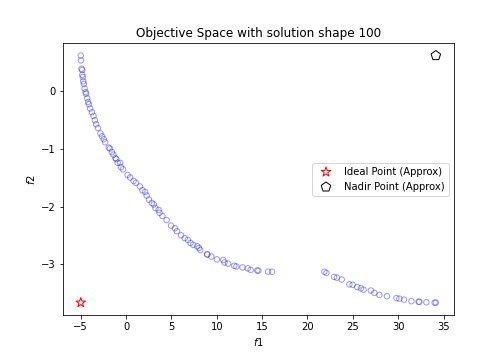 Objective Space with solution shape 100
f2
0
−1
−2
−3
Ideal Point (Approx)
Nadir Point (Approx)
−5
0
5
10
15
20
25
30
35
f1